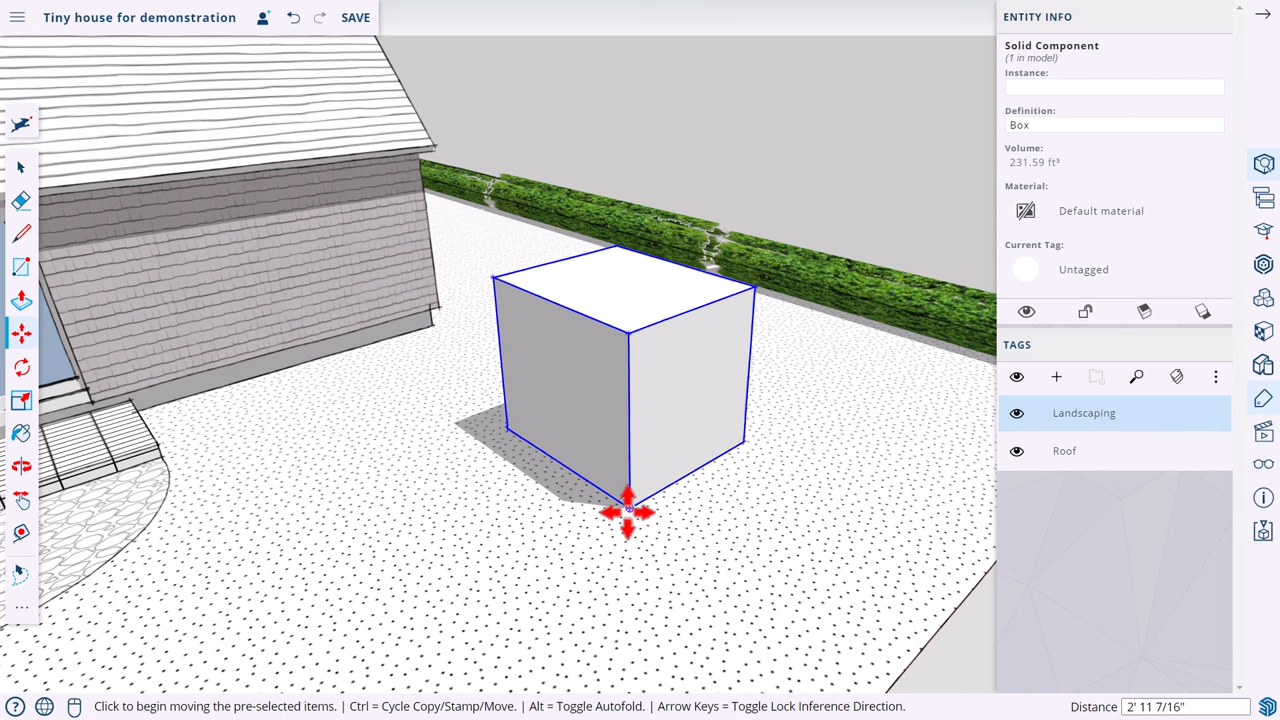 Tiny house for demonstration
SAVE
ENTITY INFO
Solid Component
(1 in model)
Instance:
Definition:
Box
Volume:
231.59 ft³
Material:
Default material
Current Tag:
Untagged
TAGS
Landscaping
Roof
Click to begin moving the pre-selected items. | Ctrl = Cycle Copy/Stamp/Move. | Alt = Toggle Autofold. | Arrow Keys = Toggle Lock Inference Direction.
Distance 2' 11 7/16"